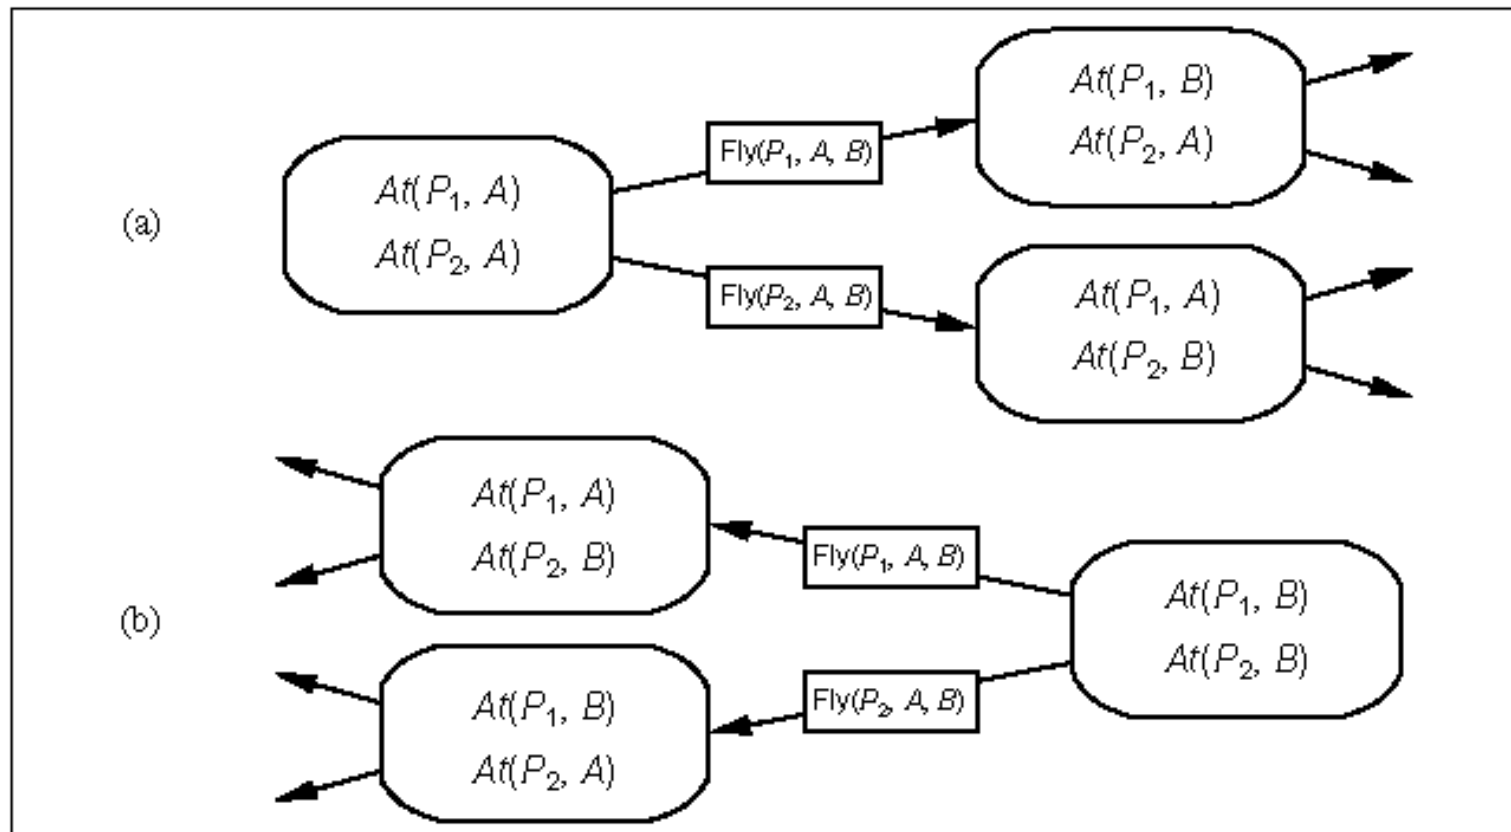 At(P₁, A)
At(P₂, A)
Fly(P₁, A, B)
Fly(P₂, A, B)
At(P₁, B)
At(P₂, A)
At(P₁, A)
At(P₂, B)
(a)
At(P₁, A)
At(P₂, B)
At(P₁, B)
At(P₂, A)
Fly(P₁, A, B)
Fly(P₂, A, B)
At(P₁, B)
At(P₂, B)
(b)